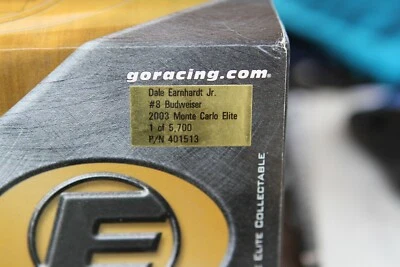 goracing.com®
Dale Earnhardt Jr.
#8 Budweiser
2003 Monte Carlo Elite
1 of 5,700
P/N 401513
ELITE COLLECTABLE
E